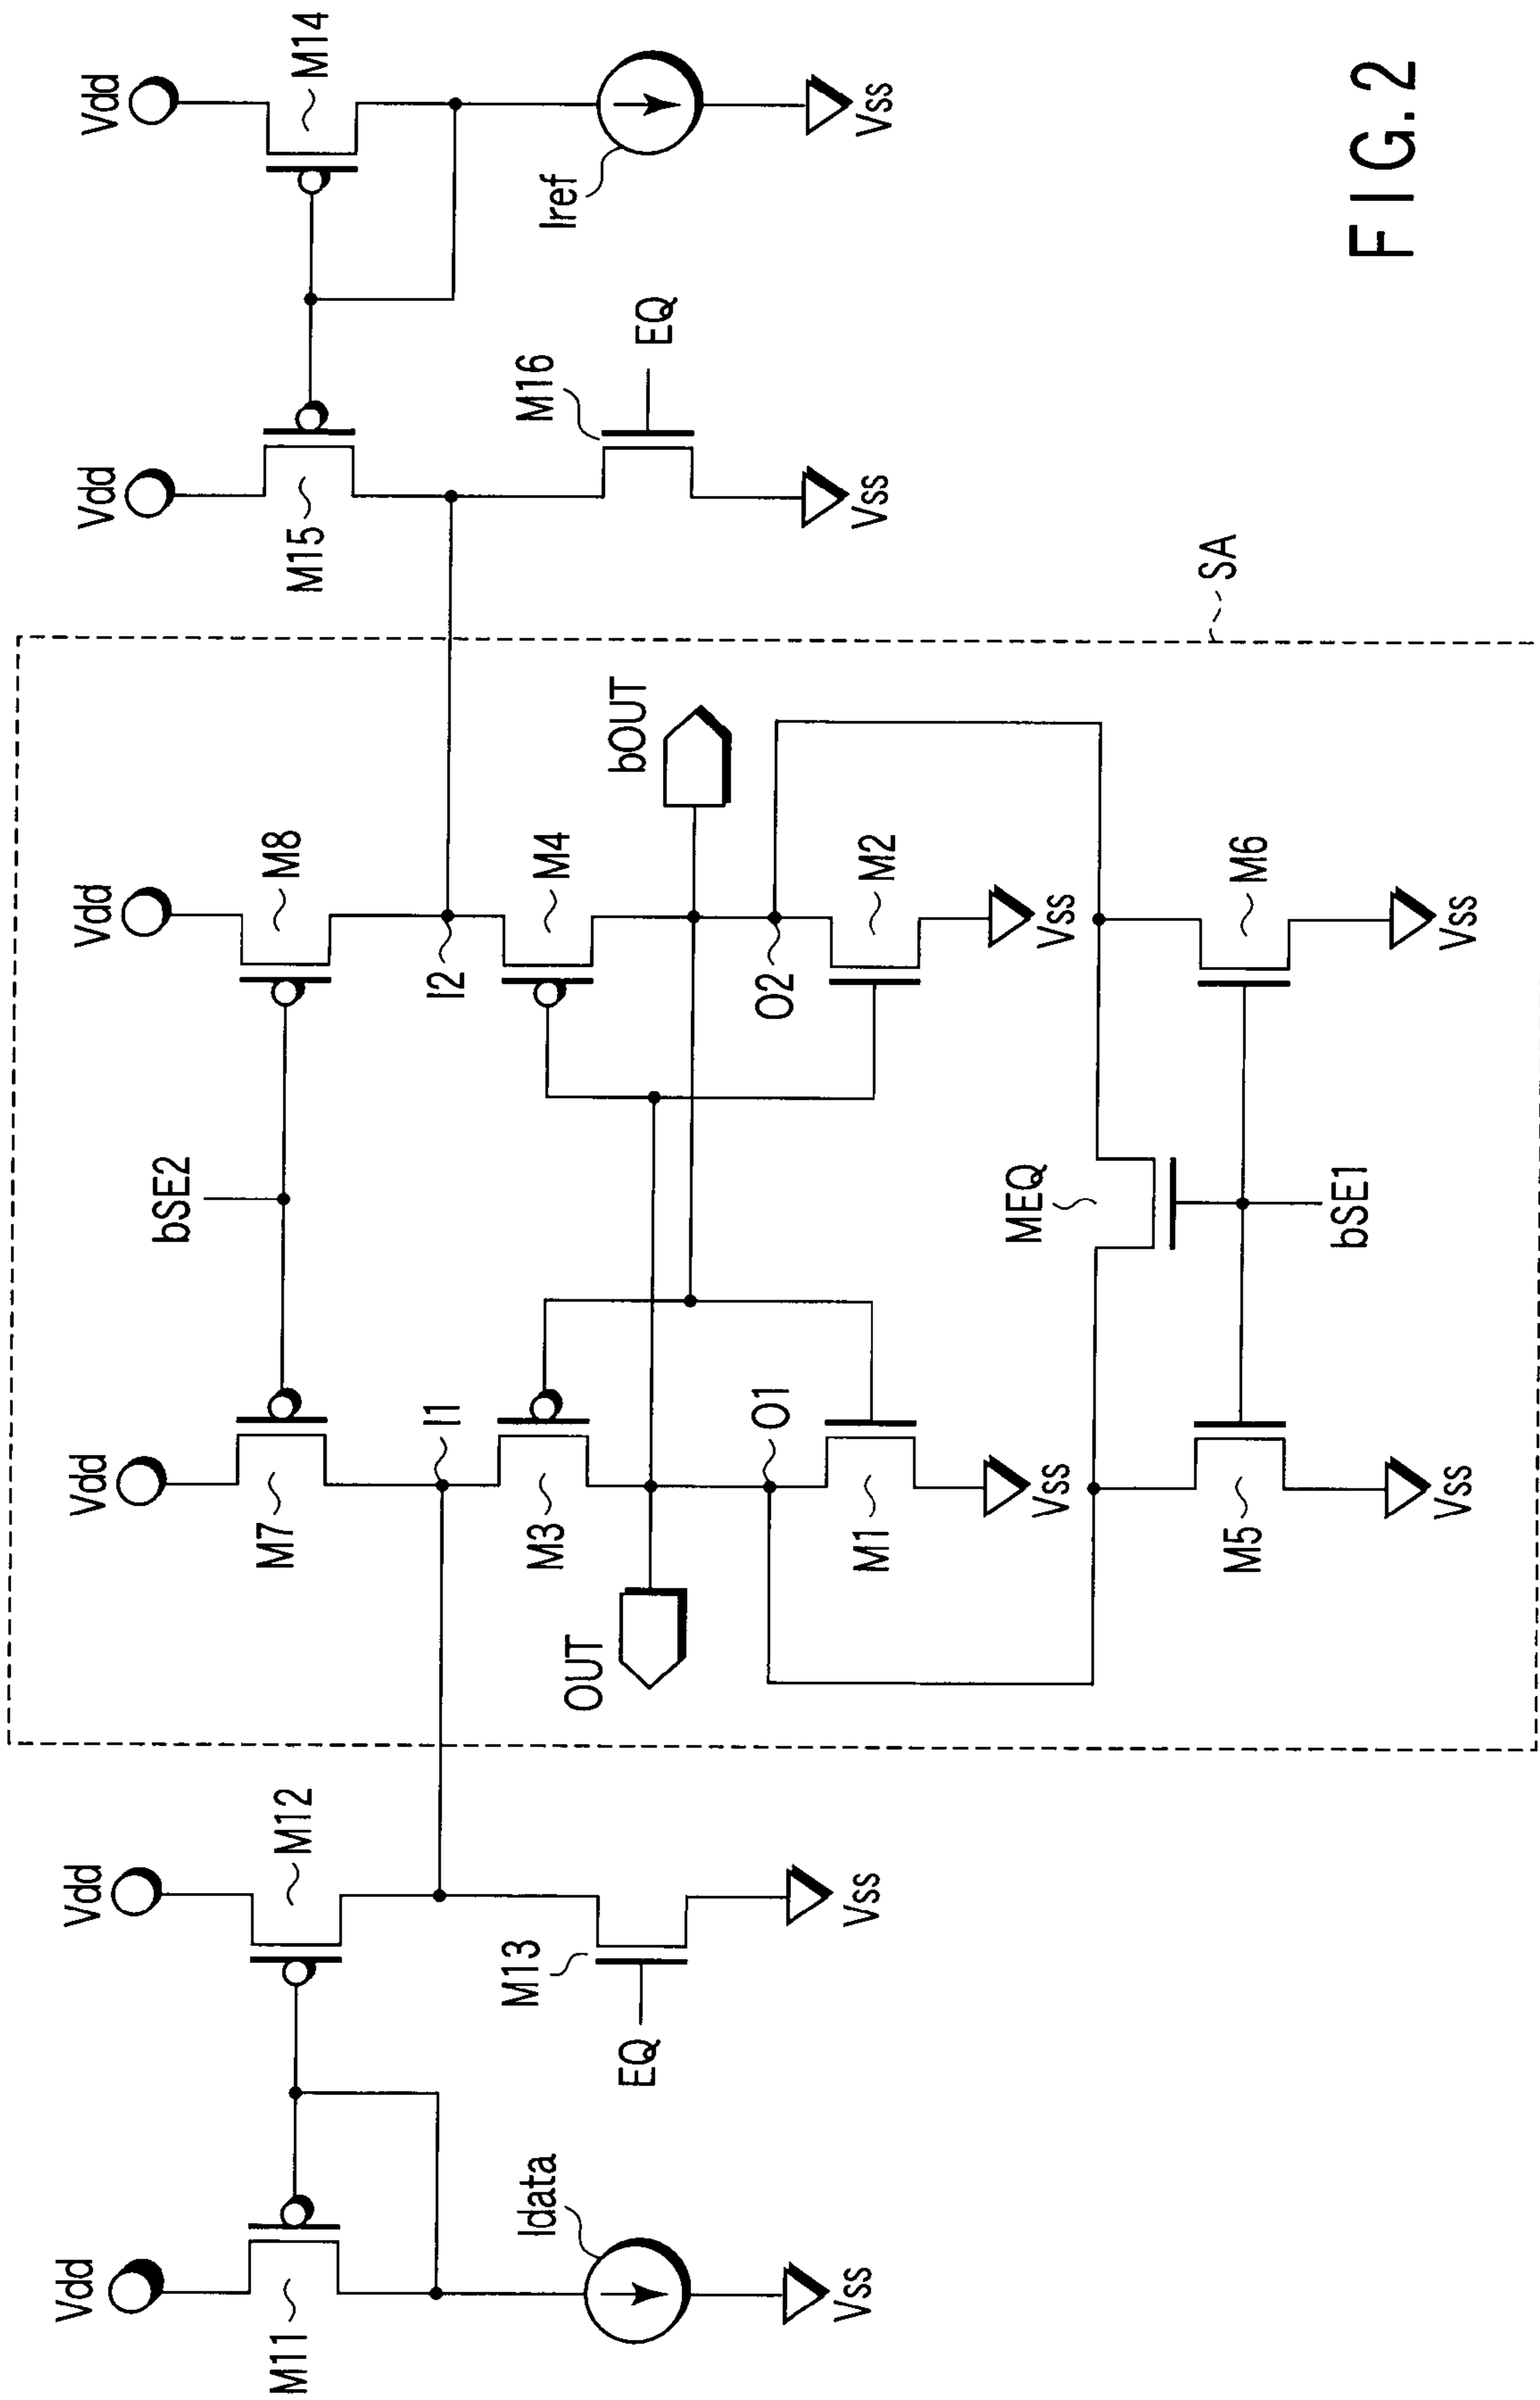 Vdd
Vdd
Vdd
Vdd
Vdd
Vdd
M11
M12
M7
bSE2
M8
M15
M14
I1
I2
Idata
EQ
M13
OUT
M3
M4
bOUT
M16
EQ
Iref
O1
O2
Vss
Vss
M1
M2
Vss
Vss
Vss
Vss
MEQ
SA
M5
bSE1
M6
Vss
Vss
FIG. 2